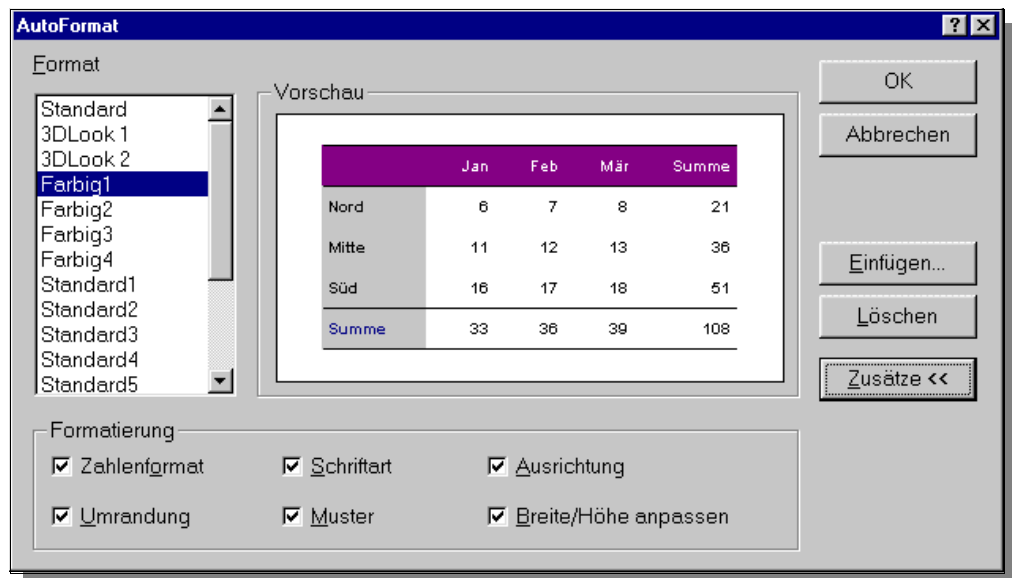 AutoFormat
Format
Standard
3DLook 1
3DLook 2
Farbig1
Farbig2
Farbig3
Farbig4
Standard1
Standard2
Standard3
Standard4
Standard5
Vorschau
Jan Feb Mär Summe
Nord 6 7 8 21
Mitte 11 12 13 36
Süd 16 17 18 51
Summe 33 36 39 108
OK
Abbrechen
Einfügen...
Löschen
Zusätze <<
Formatierung
Zahlenformat Schriftart Ausrichtung
Umrandung Muster Breite/Höhe anpassen